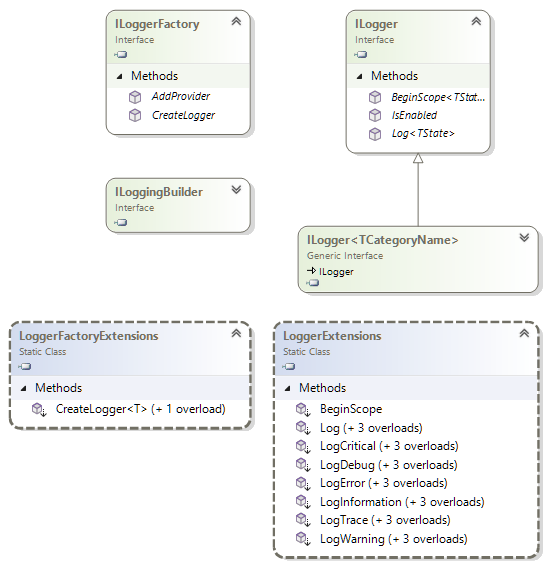 ILoggerFactory
Interface
Methods
AddProvider
CreateLogger
ILogger
Interface
Methods
BeginScope<TStat...
IsEnabled
Log<TState>
ILoggingBuilder
Interface
ILogger<TCategoryName>
Generic Interface
ILogger
LoggerFactoryExtensions
Static Class
Methods
CreateLogger<T> (+ 1 overload)
LoggerExtensions
Static Class
Methods
BeginScope
Log (+ 3 overloads)
LogCritical (+ 3 overloads)
LogDebug (+ 3 overloads)
LogError (+ 3 overloads)
LogInformation (+ 3 overloads)
LogTrace (+ 3 overloads)
LogWarning (+ 3 overloads)